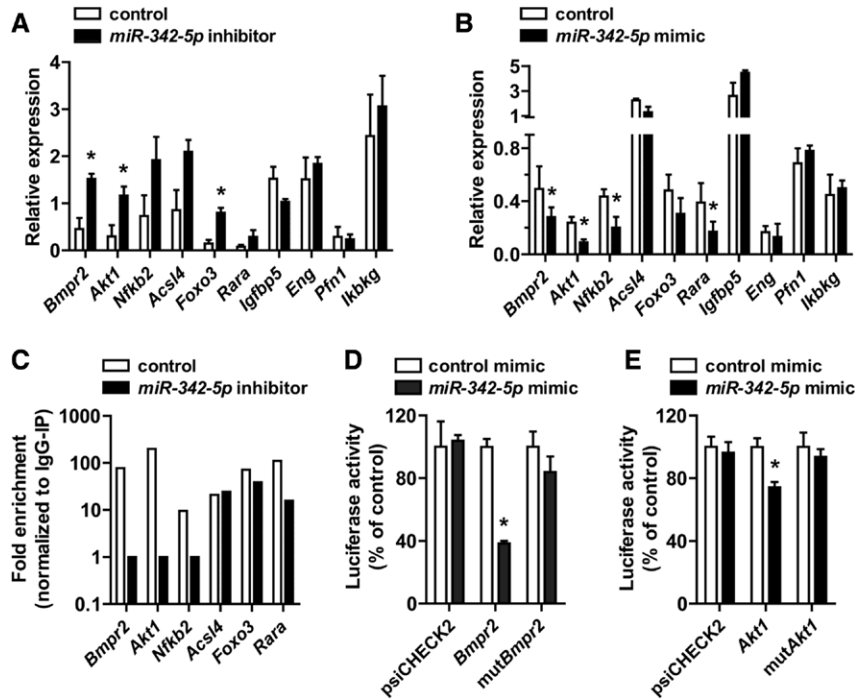 A
control
miR-342-5p inhibitor
Relative expression
4
3
2
1
0
*
*
*
Bmpr2
Akt1
Nfkb2
Acsl4
Foxo3
Rara
Igfbp5
Eng
Pfn1
Ikbkg
B
control
miR-342-5p mimic
Relative expression
5
3
1
0.8
0.4
0.0
*
*
*
*
Bmpr2
Akt1
Nfkb2
Acsl4
Foxo3
Rara
Igfbp5
Eng
Pfn1
Ikbkg
C
control
miR-342-5p inhibitor
Fold enrichment
(normalized to IgG-IP)
1000
100
10
1
0.1
Bmpr2
Akt1
Nfkb2
Acsl4
Foxo3
Rara
D
control mimic
miR-342-5p mimic
Luciferase activity
(% of control)
120
80
40
0
*
psiCHECK2
Bmpr2
mutBmpr2
E
control mimic
miR-342-5p mimic
Luciferase activity
(% of control)
120
80
40
0
*
psiCHECK2
Akt1
mutAkt1